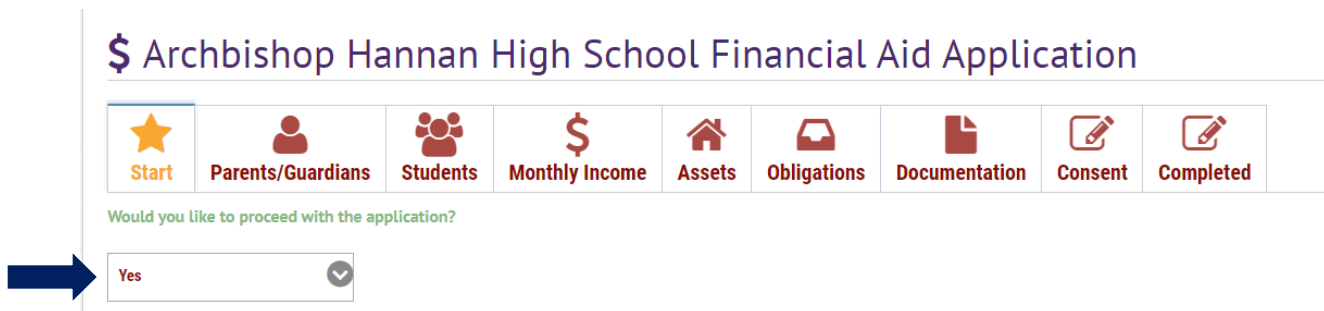 $ Archbishop Hannan High School Financial Aid Application
Start Parents/Guardians Students Monthly Income Assets Obligations Documentation Consent Completed
Would you like to proceed with the application?
Yes